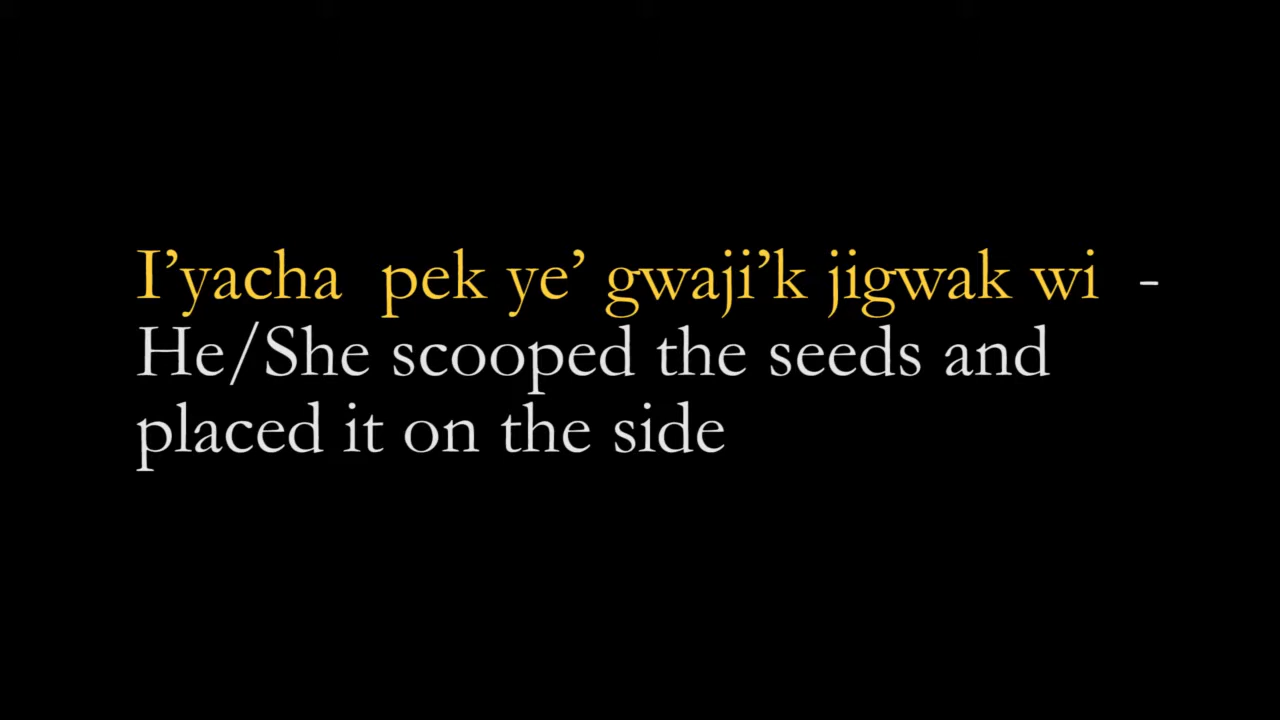 I’yacha  pek ye’ gwaji’k jigwak wi  -
He/She scooped the seeds and
placed it on the side